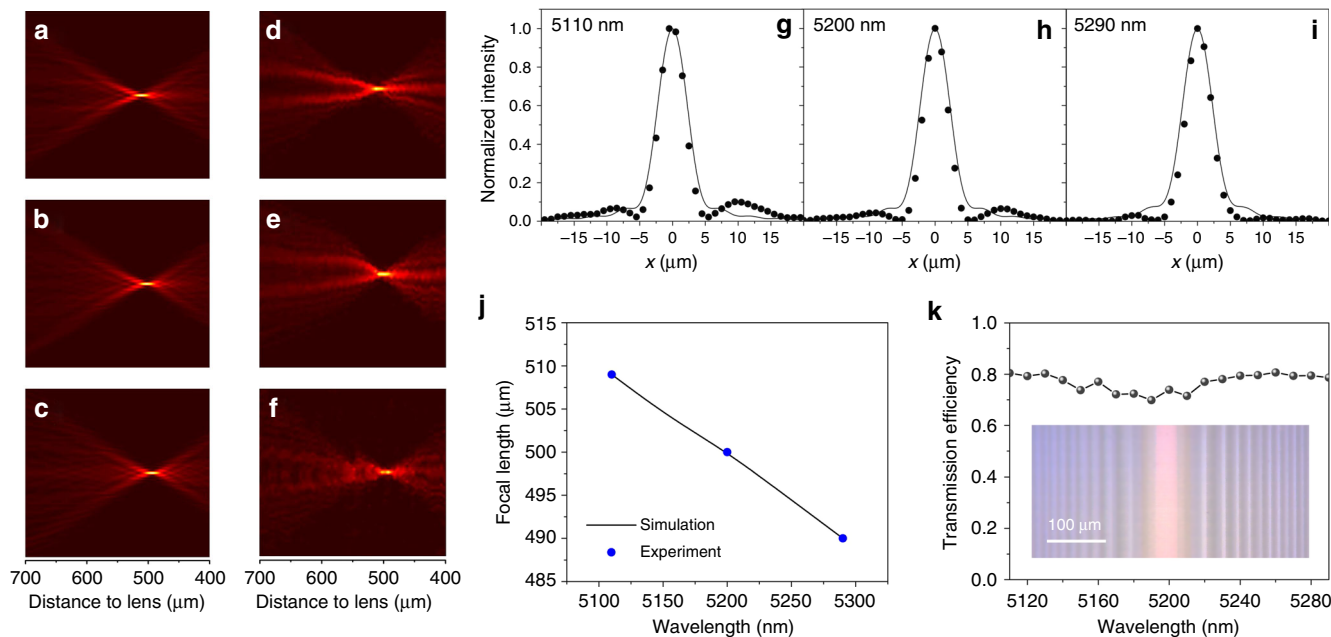 a
b
c
700 600 500 400
Distance to lens (μm)
d
e
f
700 600 500 400
Distance to lens (μm)
Normalized intensity
1.0
0.8
0.6
0.4
0.2
0.0
5110 nm g
−15 −10 −5 0 5 10 15
x (μm)
5200 nm h
−15 −10 −5 0 5 10 15
x (μm)
5290 nm i
−15 −10 −5 0 5 10 15
x (μm)
j
Focal length (μm)
515
510
505
500
495
490
485
Simulation
Experiment
5100 5150 5200 5250 5300
Wavelength (nm)
k
Transmission efficiency
1.0
0.8
0.6
0.4
0.2
0.0
100 μm
5120 5160 5200 5240 5280
Wavelength (nm)